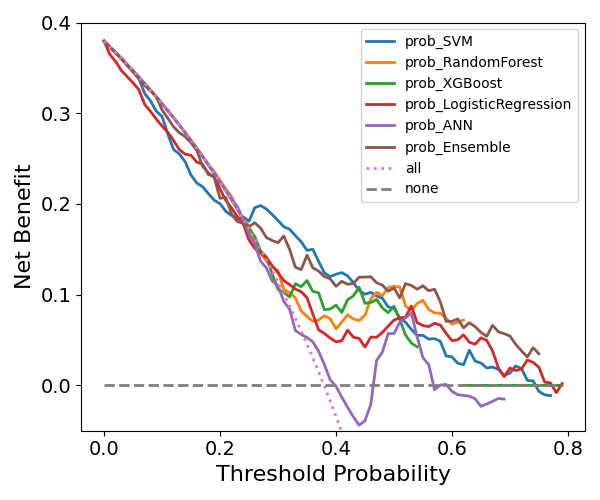 0.4
0.3
0.2
0.1
0.0
Net Benefit
prob_SVM
prob_RandomForest
prob_XGBoost
prob_LogisticRegression
prob_ANN
prob_Ensemble
all
none
0.0 0.2 0.4 0.6 0.8
Threshold Probability